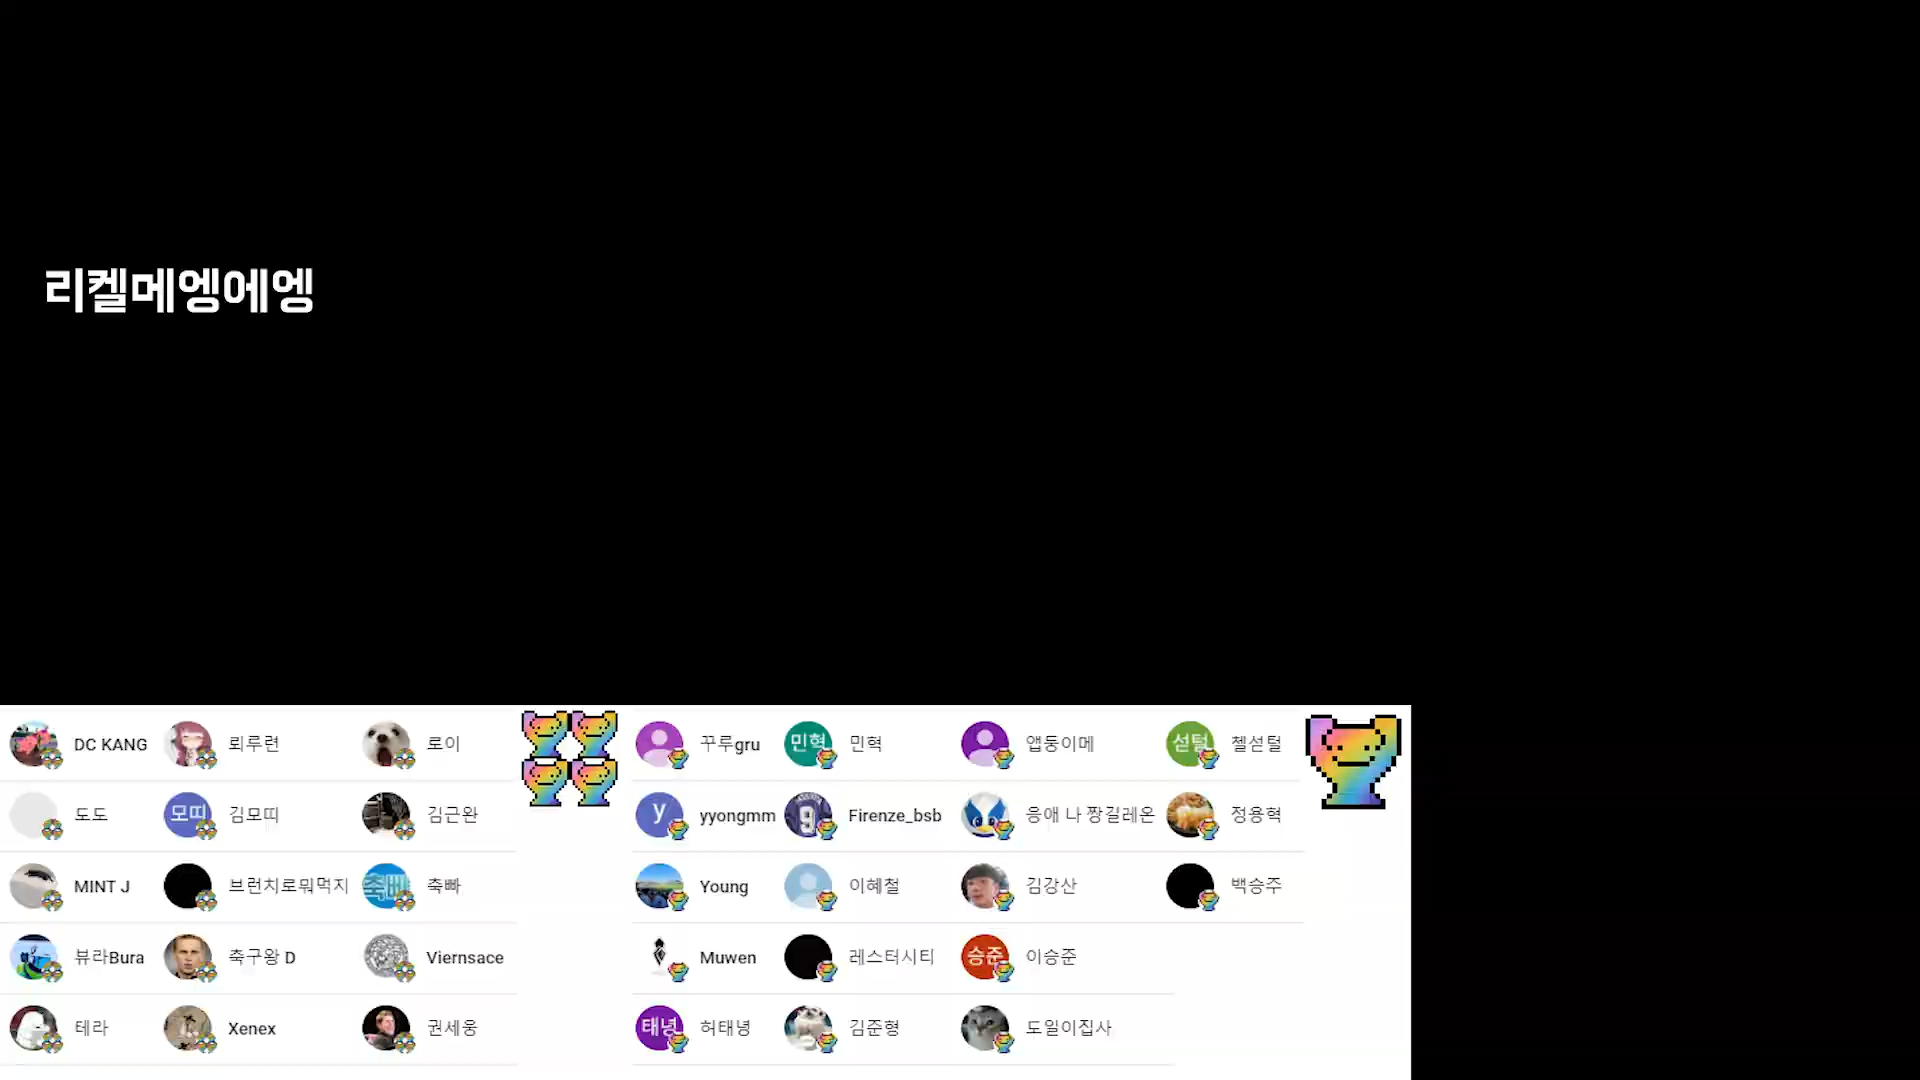 리켈메엥에엥
DC KANG 뢰루련 로이 꾸루gru 민혁 민혁 앱둥이메 섣털 첼섣털
도도 모띠 김모띠 김근완 y yyongmm 9 Firenze_bsb 응애 나 짱길레온 정용혁
MINT J 브런치로뭐먹지 축빠 축빠 Young 이혜철 김강산 백승주
뷰라Bura 축구왕 D Viernsace Muwen 레스터시티 승준 이승준
테라 Xenex 권세웅 태녕 허태녕 김준형 도일이집사